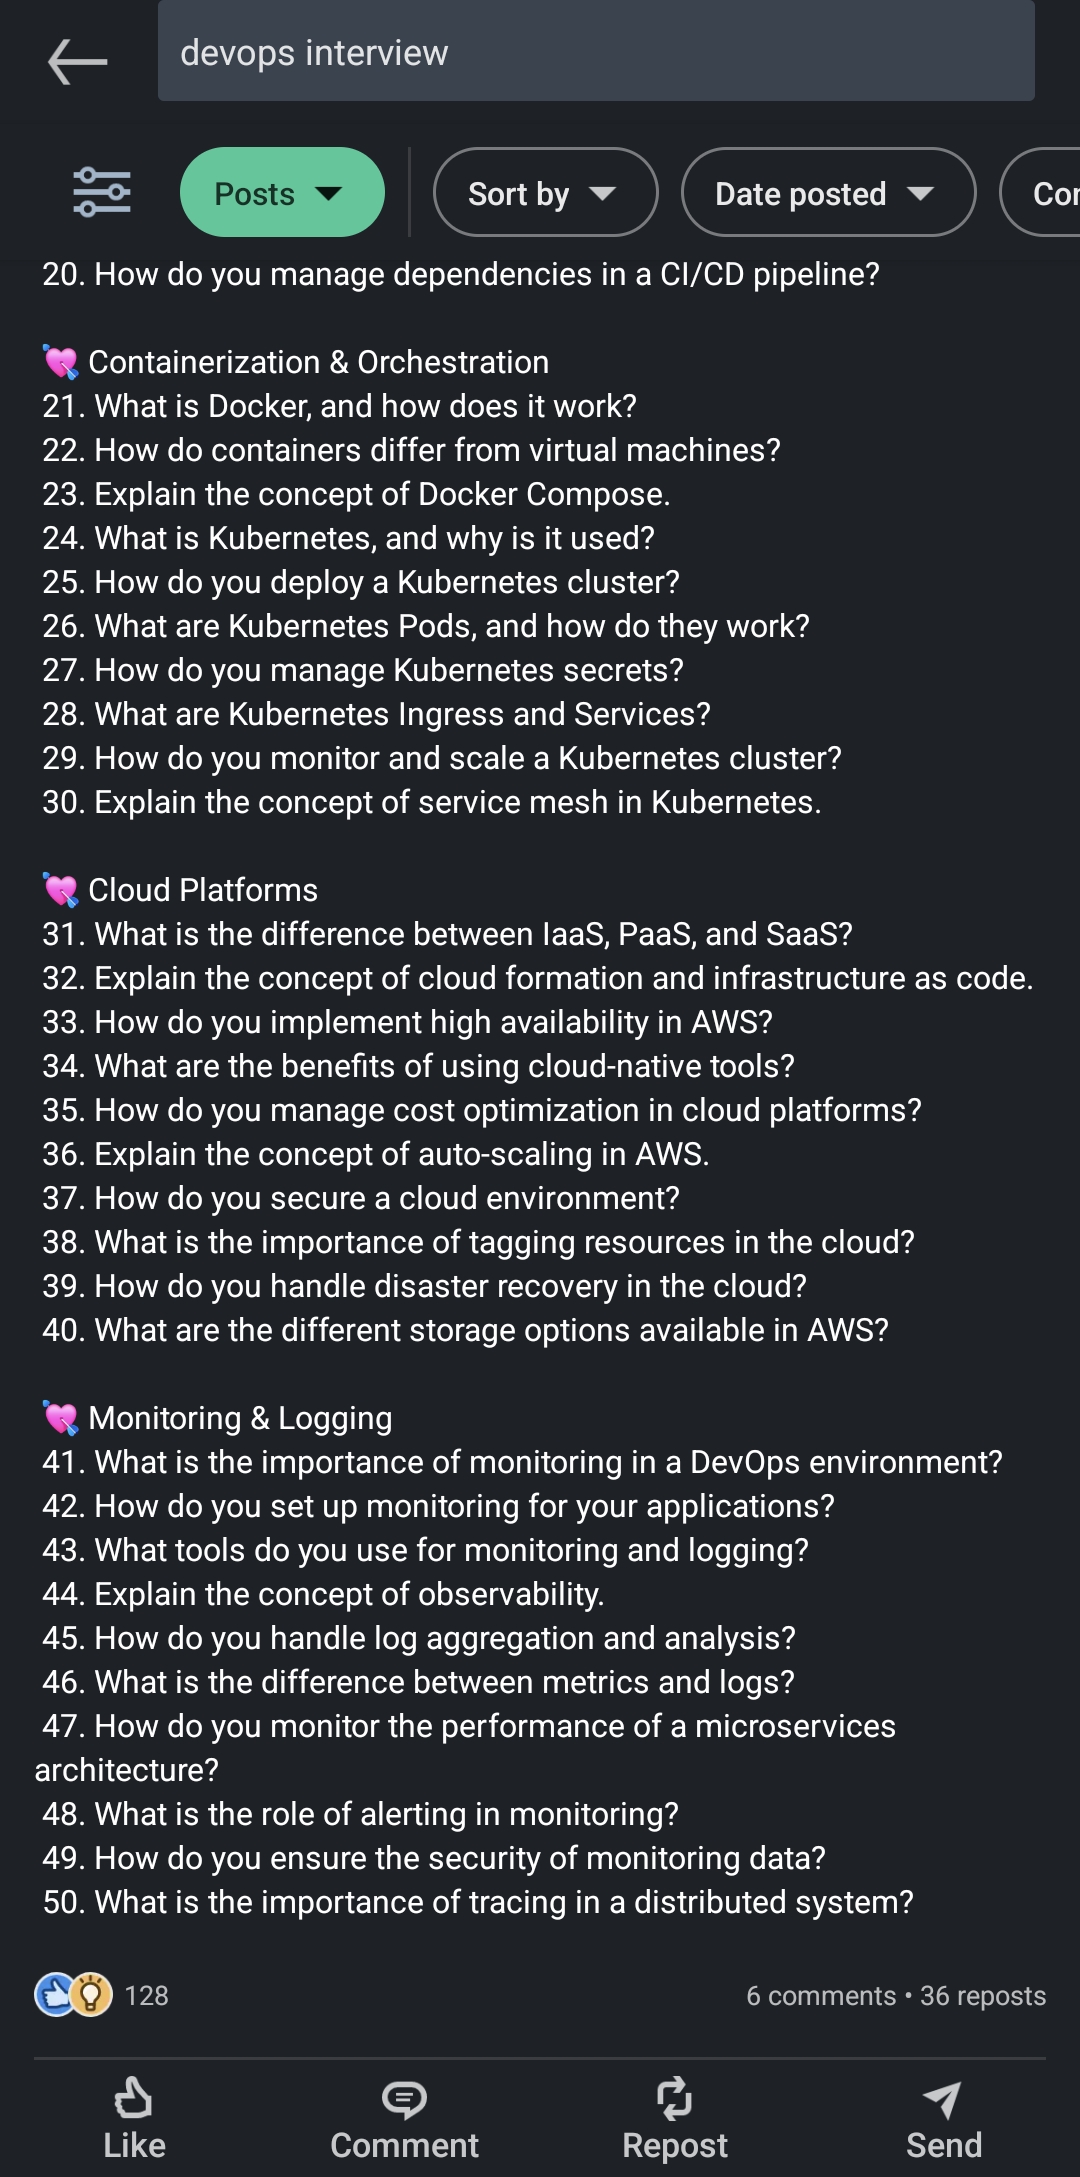 devops interview
Posts
Sort by
Date posted
Cor
20. How do you manage dependencies in a CI/CD pipeline?
💘 Containerization & Orchestration
21. What is Docker, and how does it work?
22. How do containers differ from virtual machines?
23. Explain the concept of Docker Compose.
24. What is Kubernetes, and why is it used?
25. How do you deploy a Kubernetes cluster?
26. What are Kubernetes Pods, and how do they work?
27. How do you manage Kubernetes secrets?
28. What are Kubernetes Ingress and Services?
29. How do you monitor and scale a Kubernetes cluster?
30. Explain the concept of service mesh in Kubernetes.
💘 Cloud Platforms
31. What is the difference between IaaS, PaaS, and SaaS?
32. Explain the concept of cloud formation and infrastructure as code.
33. How do you implement high availability in AWS?
34. What are the benefits of using cloud-native tools?
35. How do you manage cost optimization in cloud platforms?
36. Explain the concept of auto-scaling in AWS.
37. How do you secure a cloud environment?
38. What is the importance of tagging resources in the cloud?
39. How do you handle disaster recovery in the cloud?
40. What are the different storage options available in AWS?
💘 Monitoring & Logging
41. What is the importance of monitoring in a DevOps environment?
42. How do you set up monitoring for your applications?
43. What tools do you use for monitoring and logging?
44. Explain the concept of observability.
45. How do you handle log aggregation and analysis?
46. What is the difference between metrics and logs?
47. How do you monitor the performance of a microservices
architecture?
48. What is the role of alerting in monitoring?
49. How do you ensure the security of monitoring data?
50. What is the importance of tracing in a distributed system?
128
6 comments • 36 reposts
Like
Comment
Repost
Send